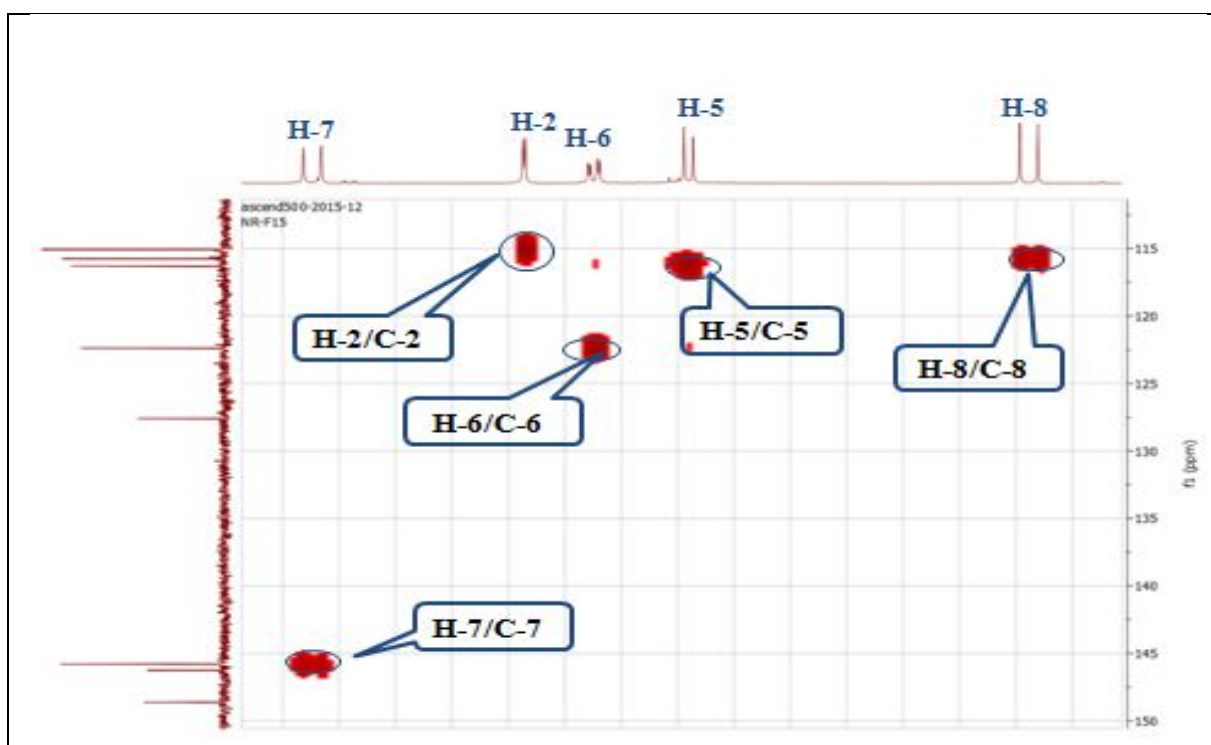 H-7
H-2
H-6
H-5
H-8
ascend500-2015-12
NR-F15
115
H-2/C-2
H-5/C-5
120
H-8/C-8
125
H-6/C-6
130
f1 (ppm)
135
140
H-7/C-7
145
150